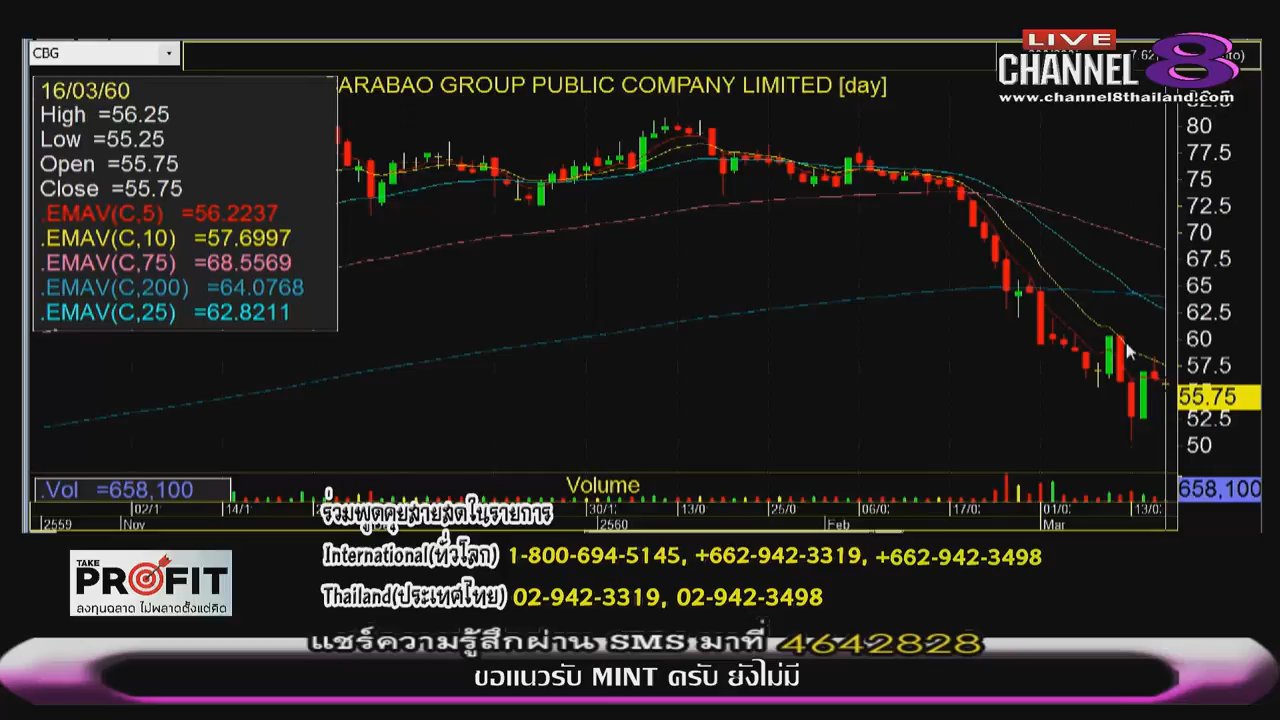 CBG
LIVE
7.62
CHANNEL 8
www.channel8thailand.com
ARABAO GROUP PUBLIC COMPANY LIMITED [day]
16/03/60
High =56.25
Low =55.25
Open =55.75
Close =55.75
.EMAV(C,5) =56.2237
.EMAV(C,10) =57.6997
.EMAV(C,75) =68.5569
.EMAV(C,200) =64.0768
.EMAV(C,25) =62.8211
82.5
80
77.5
75
72.5
70
67.5
65
62.5
60
57.5
55.75
52.5
50
.Vol =658,100
Volume
658,100
02/1 14/1 30/1: 13/0 25/0 06/0: 17/0: 01/0: 13/0:
2559 Nov 2560 Feb Mar
ร่วมพูดคุยสายสดในรายการ
International(ทั่วโลก) 1-800-694-5145, +662-942-3319, +662-942-3498
Thailand(ประเทศไทย) 02-942-3319, 02-942-3498
TAKE
PROFIT
ลงทุนฉลาด ไม่พลาดตั้งแต่คิด
แชร์ความรู้สึกผ่าน SMS มาที่ 4642828
ขอแนวรับ MINT ครับ ยังไม่มี